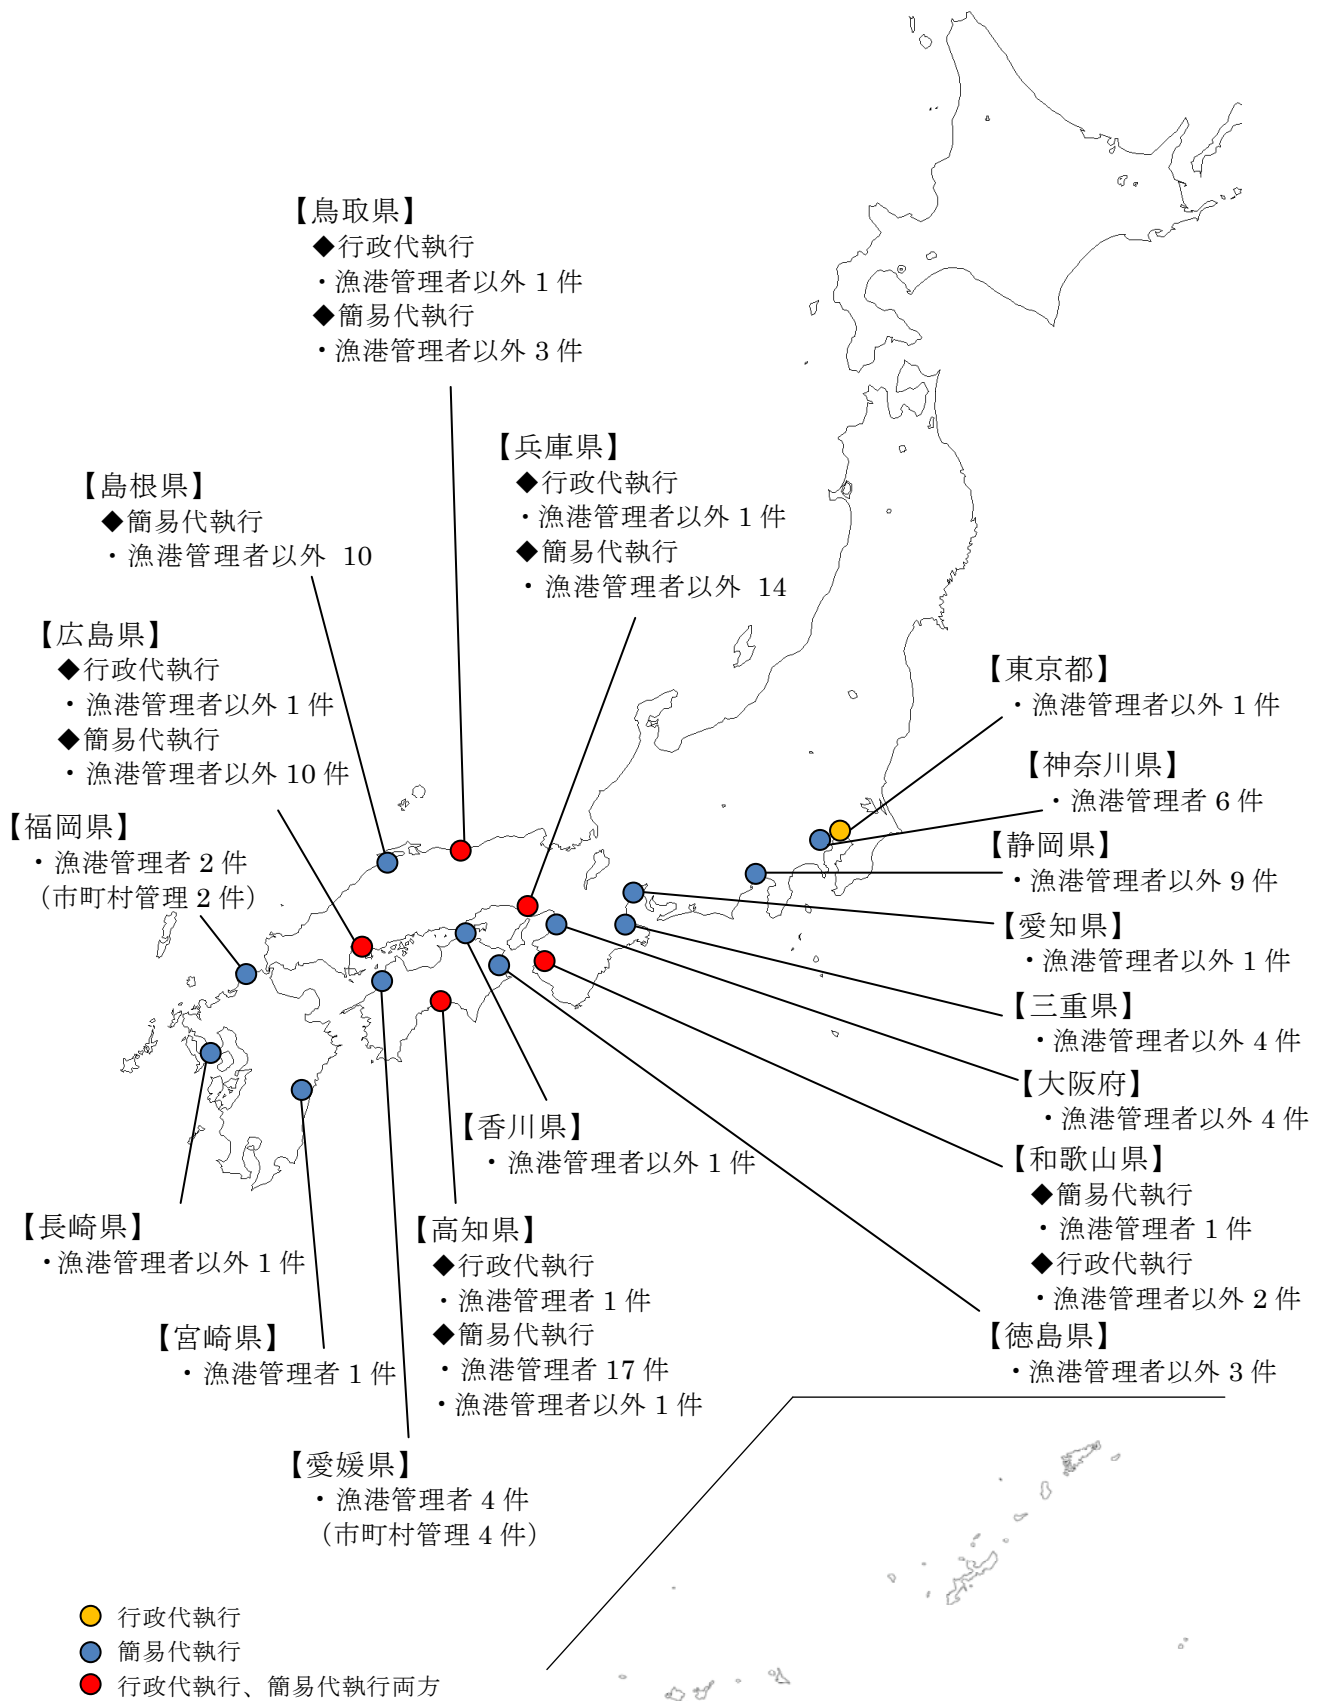 【鳥取県】
◆行政代執行
・漁港管理者以外 1 件
◆簡易代執行
・漁港管理者以外 3 件
【兵庫県】
◆行政代執行
・漁港管理者以外 1 件
◆簡易代執行
・漁港管理者以外 14
【島根県】
◆簡易代執行
・漁港管理者以外 10
【広島県】
◆行政代執行
・漁港管理者以外 1 件
◆簡易代執行
・漁港管理者以外 10 件
【福岡県】
・漁港管理者 2 件
（市町村管理 2 件）
【東京都】
・漁港管理者以外 1 件
【神奈川県】
・漁港管理者 6 件
【静岡県】
・漁港管理者以外 9 件
【愛知県】
・漁港管理者以外 1 件
【三重県】
・漁港管理者以外 4 件
【大阪府】
・漁港管理者以外 4 件
【和歌山県】
◆簡易代執行
・漁港管理者 1 件
◆行政代執行
・漁港管理者以外 2 件
【徳島県】
・漁港管理者以外 3 件
【香川県】
・漁港管理者以外 1 件
【長崎県】
・漁港管理者以外 1 件
【高知県】
◆行政代執行
・漁港管理者 1 件
◆簡易代執行
・漁港管理者 17 件
・漁港管理者以外 1 件
【宮崎県】
・漁港管理者 1 件
【愛媛県】
・漁港管理者 4 件
（市町村管理 4 件）
行政代執行
簡易代執行
行政代執行、簡易代執行両方